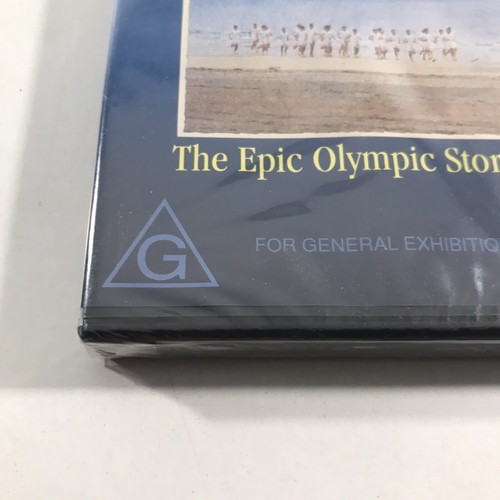 The Epic Olympic
G
FOR GENERAL